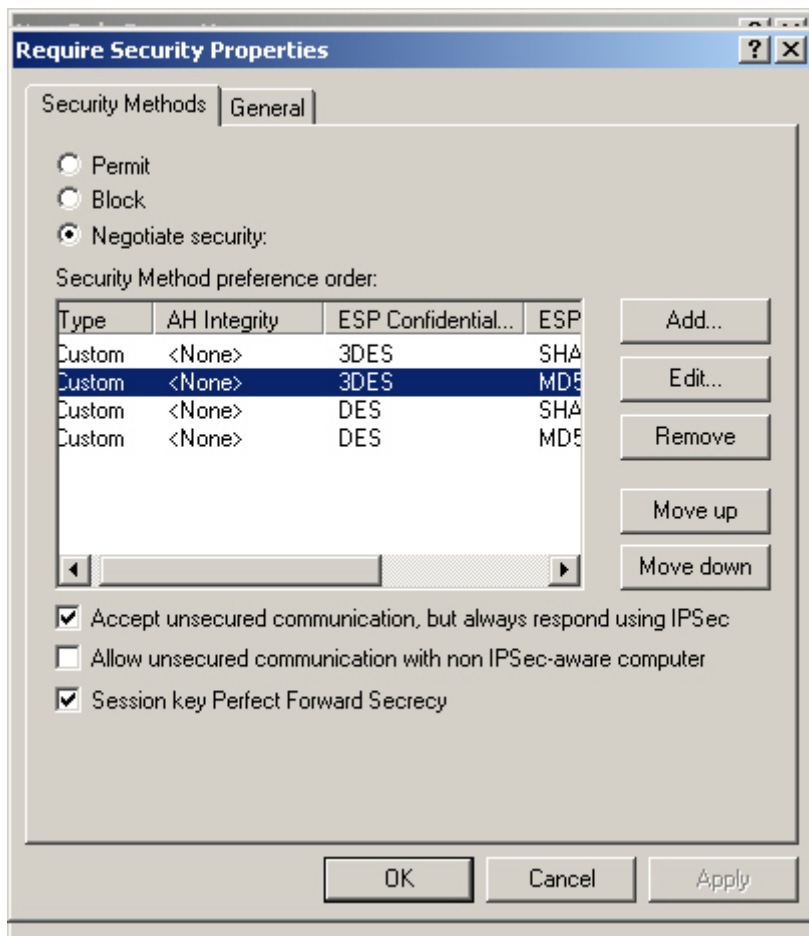 Require Security Properties
Security Methods General
Permit
Block
Negotiate security:
Security Method preference order:
Type AH Integrity ESP Confidential... ESP
Custom <None> 3DES SHA
Custom <None> 3DES MD5
Custom <None> DES SHA
Custom <None> DES MD5
Add...
Edit...
Remove
Move up
Move down
Accept unsecured communication, but always respond using IPSec
Allow unsecured communication with non IPSec-aware computer
Session key Perfect Forward Secrecy
OK Cancel Apply